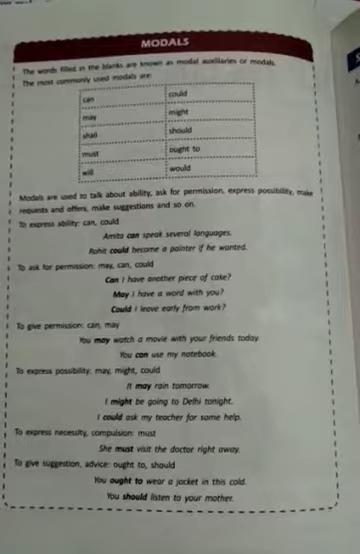 MODALS
The words filled in the blanks are known as modal auxiliaries or modals.
The most commonly used modals are:
can could
may might
shall should
must ought to
will would
Modals are used to talk about ability, ask for permission, express possibility, make
requests and offers, make suggestions and so on.
To express ability: can, could
Amita can speak several languages.
Rohit could become a painter if he wanted.
To ask for permission: may, can, could
Can I have another piece of cake?
May I have a word with you?
Could I leave early from work?
To give permission: can, may
You may watch a movie with your friends today.
You can use my notebook.
To express possibility: may, might, could
It may rain tomorrow.
I might be going to Delhi tonight.
I could ask my teacher for some help.
To express necessity, compulsion: must
She must visit the doctor right away.
To give suggestion, advice: ought to, should
You ought to wear a jacket in this cold.
You should listen to your mother.